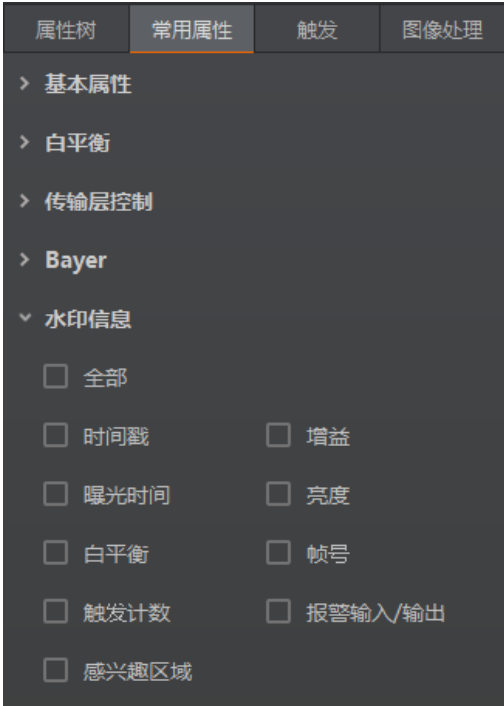 属性树 常用属性 触发 图像处理
基本属性
白平衡
传输层控制
Bayer
水印信息
全部
时间戳 增益
曝光时间 亮度
白平衡 帧号
触发计数 报警输入/输出
感兴趣区域